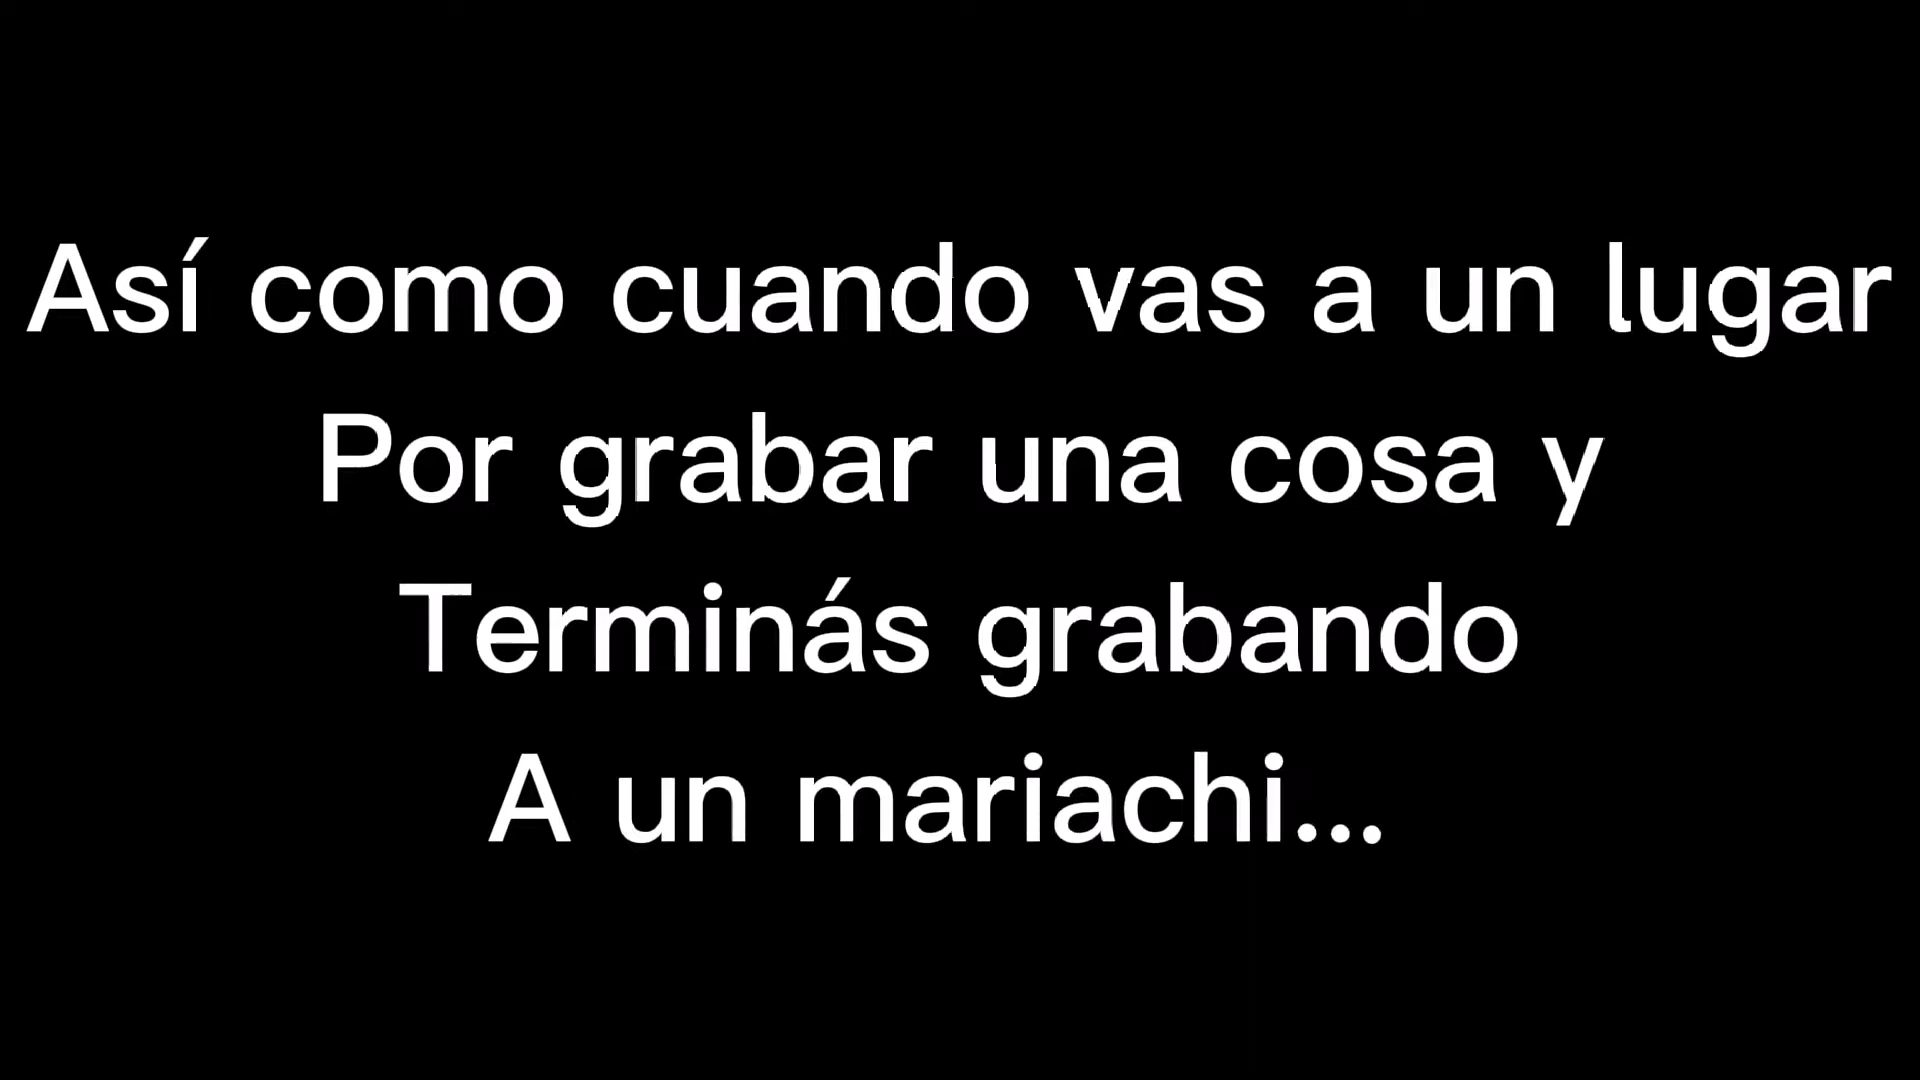 Así como cuando vas a un lugar
Por grabar una cosa y
Terminás grabando
A un mariachi...